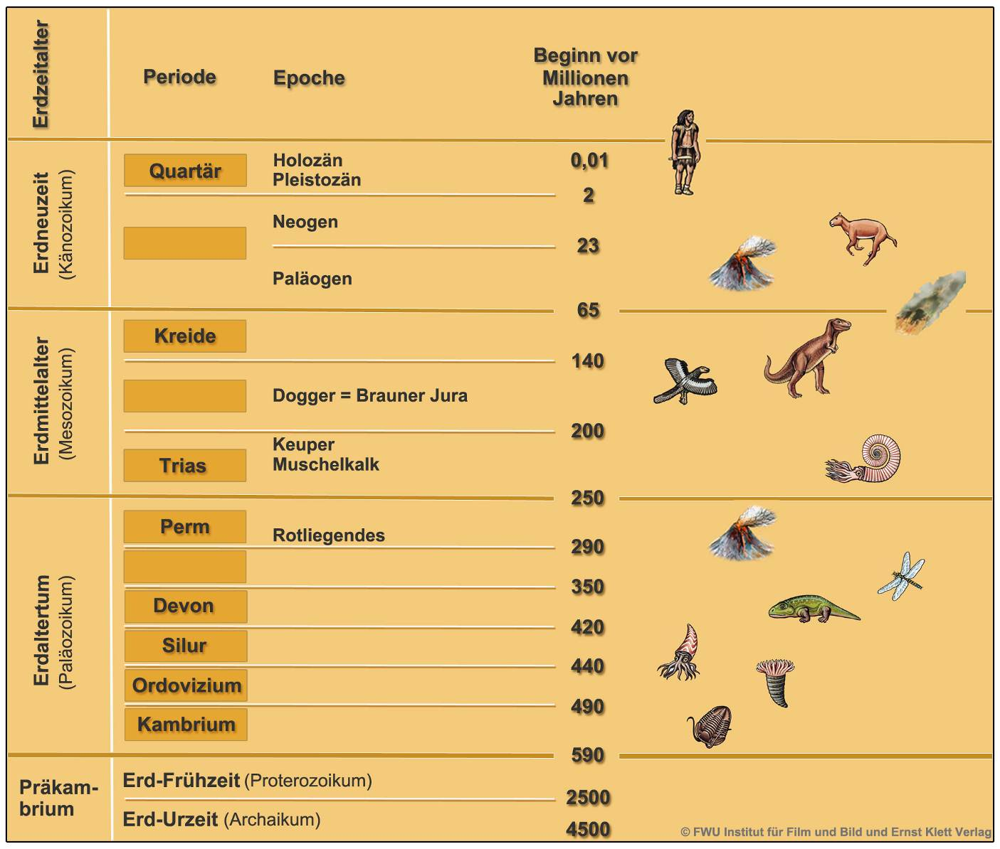 Erdzeitalter
Periode
Epoche
Beginn vor
Millionen
Jahren
Erdneuzeit
(Känozoikum)
Quartär
Holozän
Pleistozän
0,01
2
Neogen
23
Paläogen
65
Erdmittelalter
(Mesozoikum)
Kreide
140
Dogger = Brauner Jura
200
Trias
Keuper
Muschelkalk
250
Erdaltertum
(Paläozoikum)
Perm
Rotliegendes
290
350
Devon
420
Silur
440
Ordovizium
490
Kambrium
590
Präkam-
brium
Erd-Frühzeit (Proterozoikum)
2500
Erd-Urzeit (Archaikum)
4500
© FWU Institut für Film und Bild und Ernst Klett Verlag